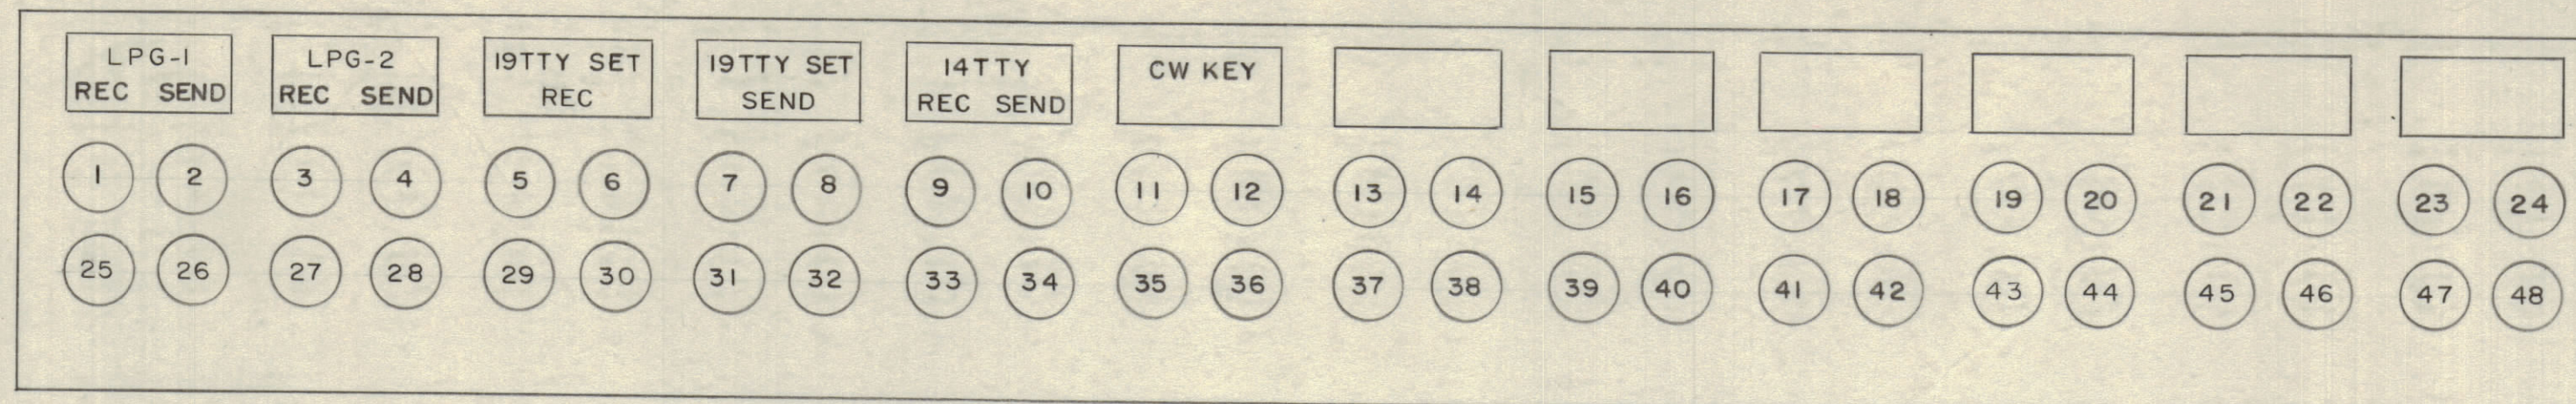 LPG-1 LPG-2 19TTY SET 19TTY SET 14TTY CW KEY
REC SEND REC SEND REC SEND REC SEND
1 2 3 4 5 6 7 8 9 10 11 12 13 14 15 16 17 18 19 20 21 22 23 24
25 26 27 28 29 30 31 32 33 34 35 36 37 38 39 40 41 42 43 44 45 46 47 48